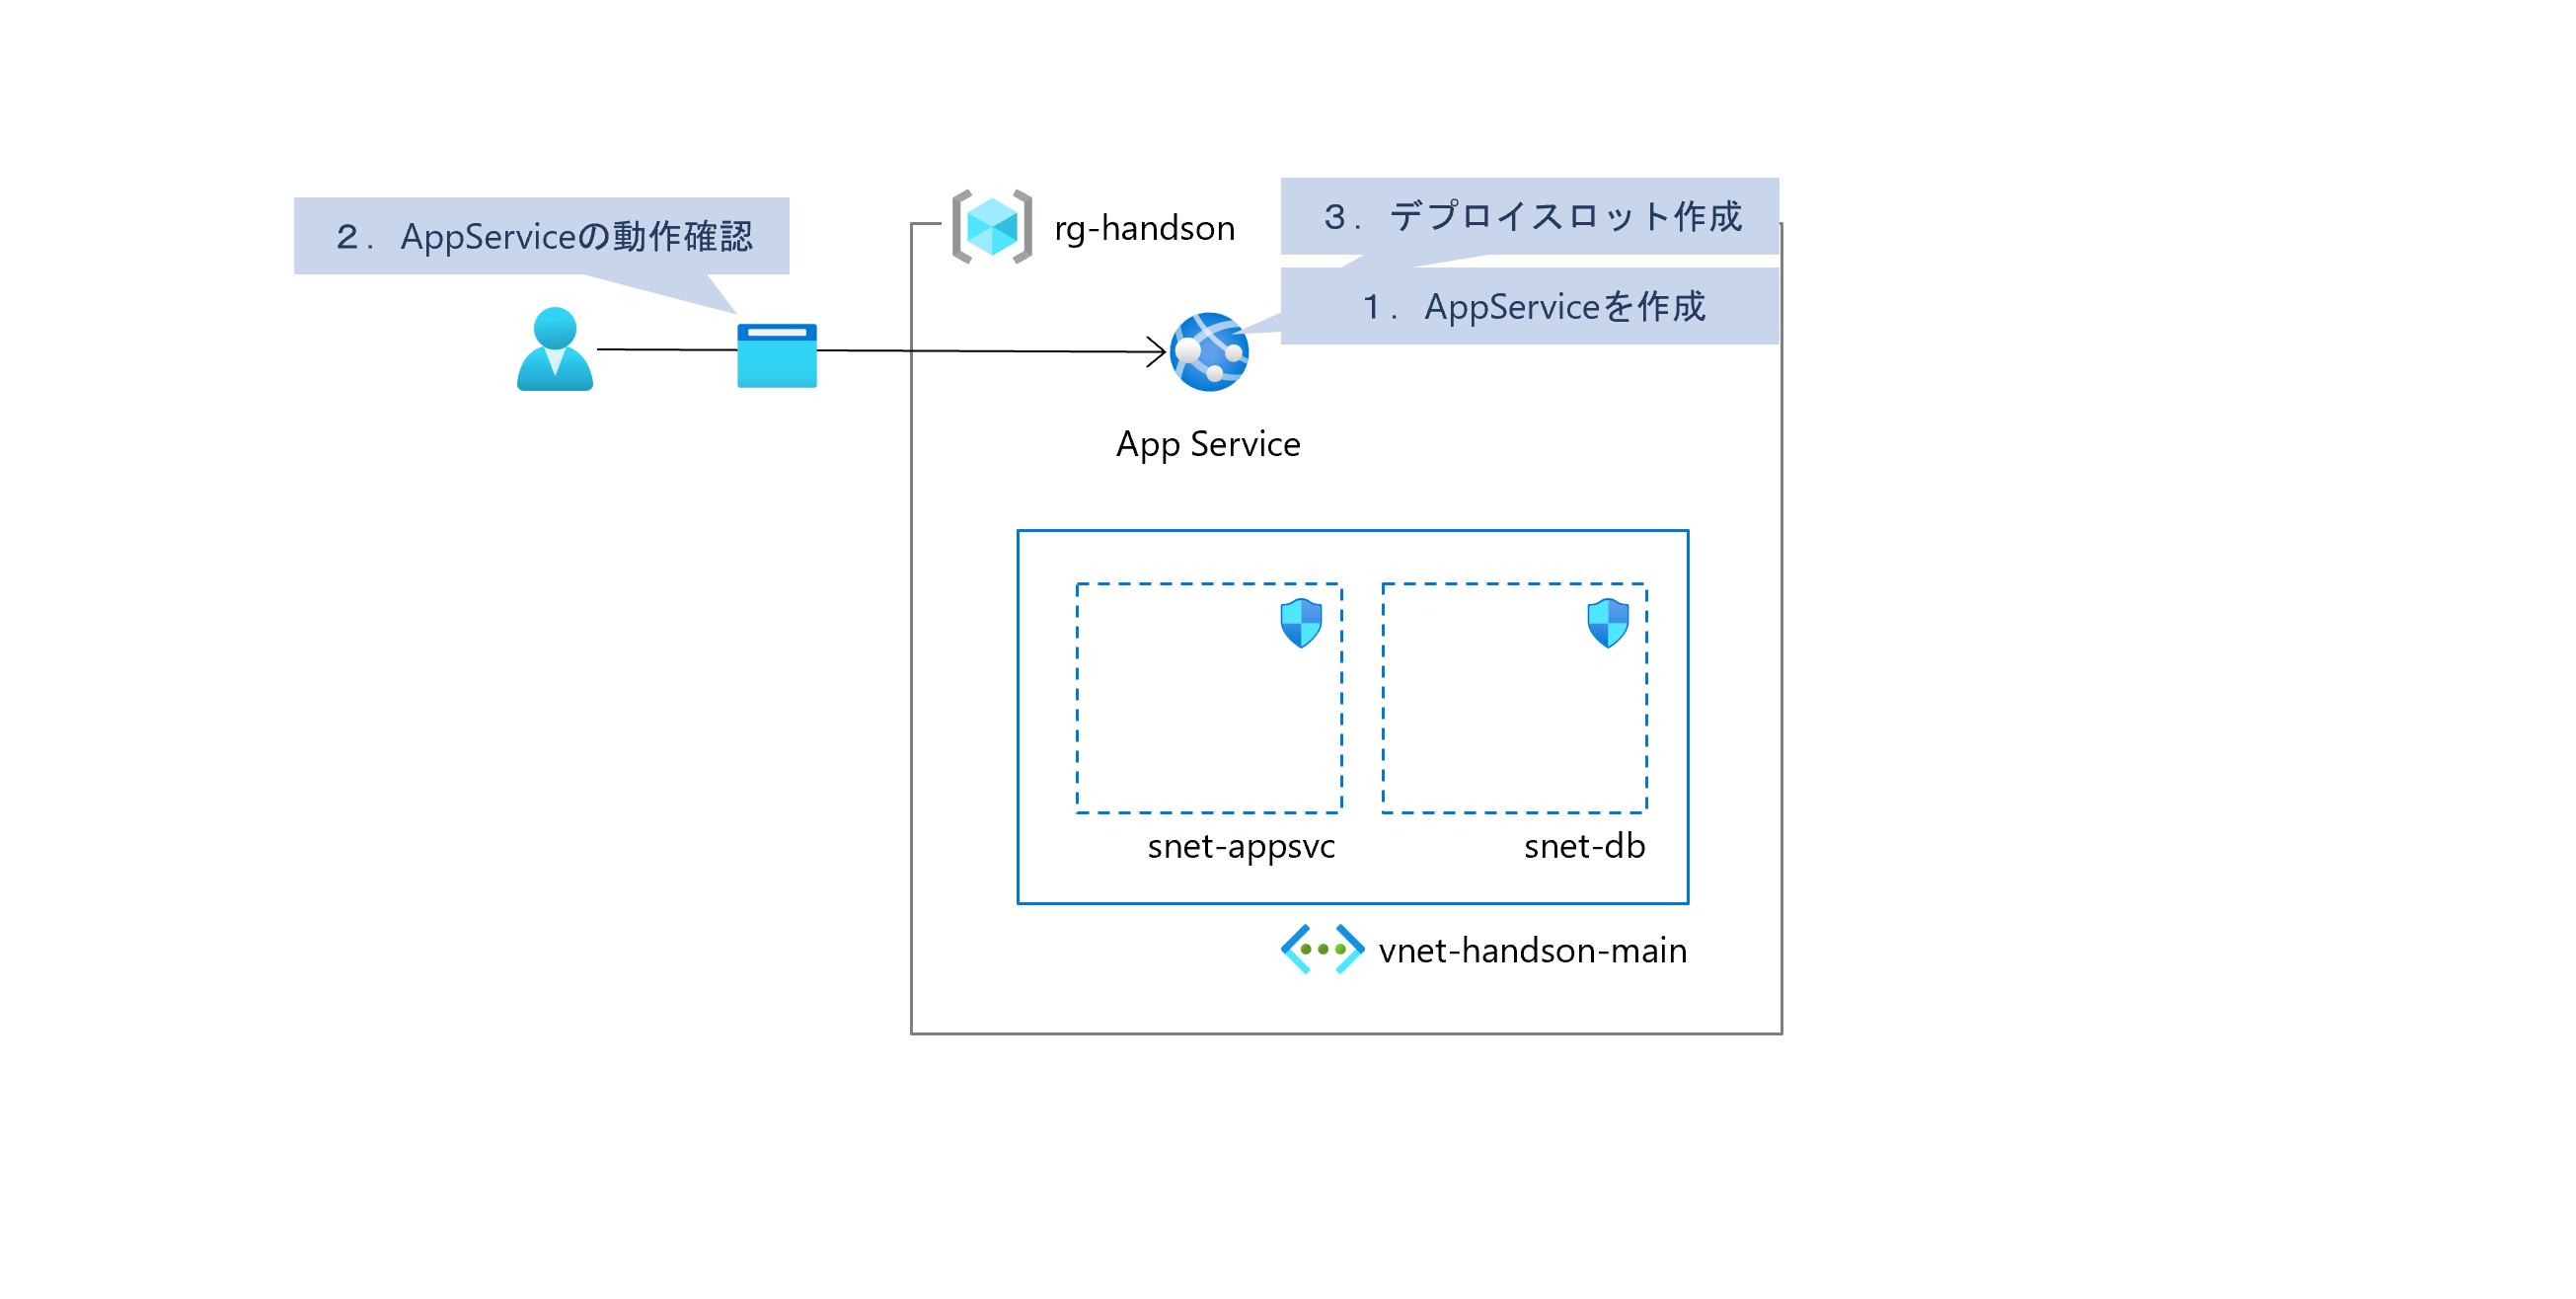 ２．AppServiceの動作確認
rg-handson
３．デプロイスロット作成
１．AppServiceを作成
App Service
snet-appsvc
snet-db
vnet-handson-main